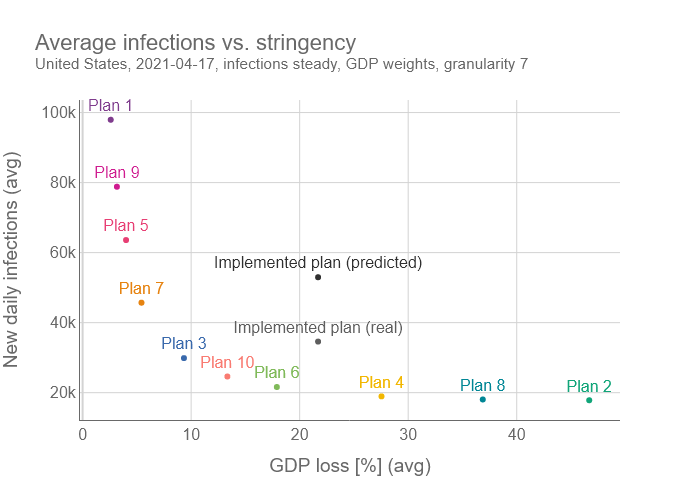 Average infections vs. stringency
United States, 2021-04-17, infections steady, GDP weights, granularity 7
New daily infections (avg)
100k
80k
60k
40k
20k
Plan 1
Plan 9
Plan 5
Implemented plan (predicted)
Plan 7
Implemented plan (real)
Plan 3
Plan 10
Plan 6
Plan 4
Plan 8
Plan 2
0
10
20
30
40
GDP loss [%] (avg)